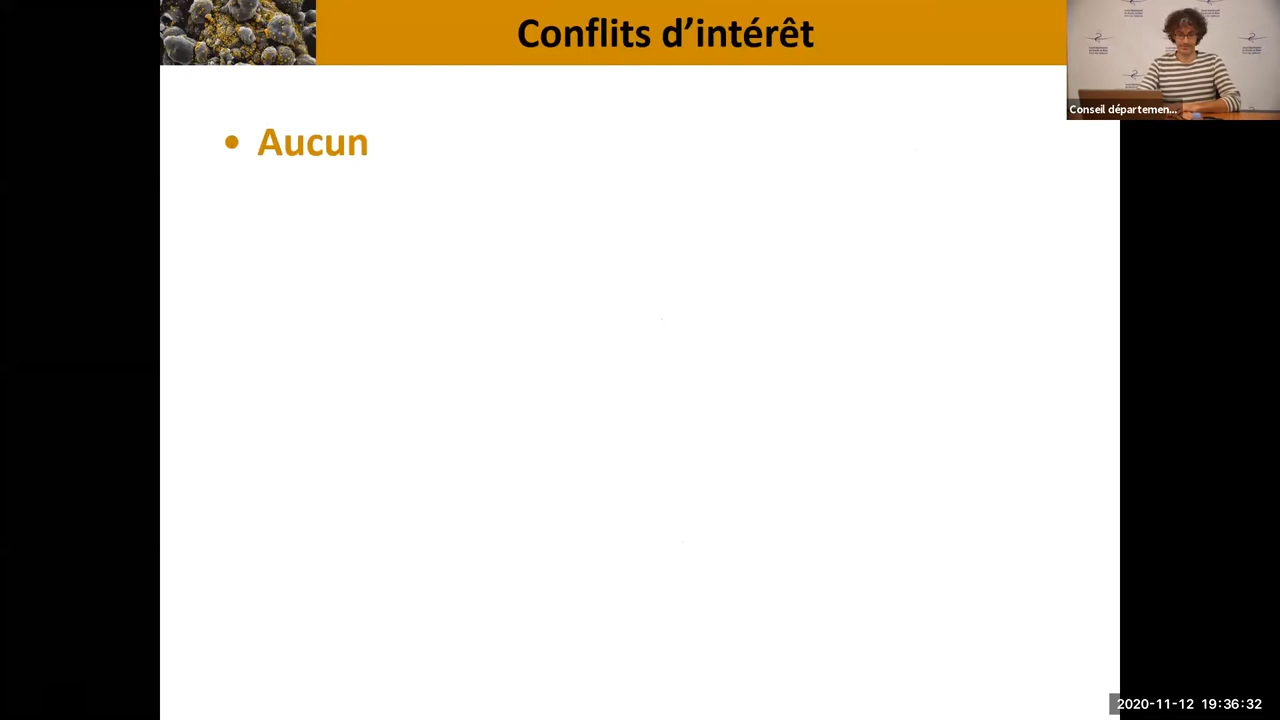 Conflits d’intérêt
Conseil départemen...
• Aucun
2020-11-12 19:36:32